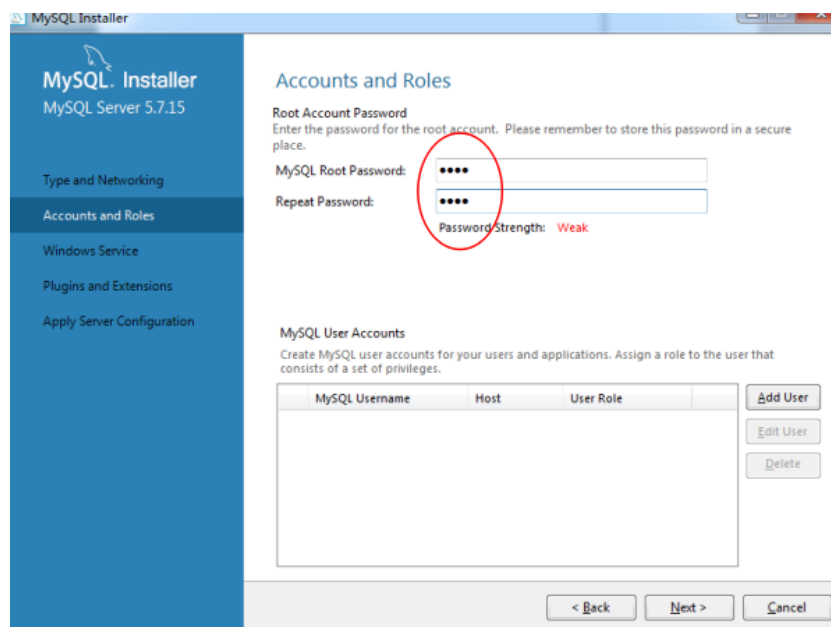 MySQL Installer
MySQL. Installer
MySQL Server 5.7.15
Type and Networking
Accounts and Roles
Windows Service
Plugins and Extensions
Apply Server Configuration
Accounts and Roles
Root Account Password
Enter the password for the root account. Please remember to store this password in a secure
place.
MySQL Root Password: ••••
Repeat Password: ••••
Password Strength: Weak
MySQL User Accounts
Create MySQL user accounts for your users and applications. Assign a role to the user that
consists of a set of privileges.
MySQL Username Host User Role
Add User
Edit User
Delete
< Back Next > Cancel